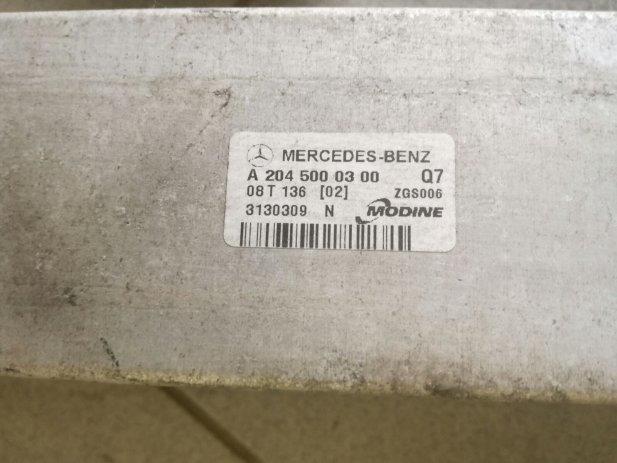 MERCEDES-BENZ
A 204 500 03 00 Q7
08 T 136 [02] ZGS006
3130309 N MODINE